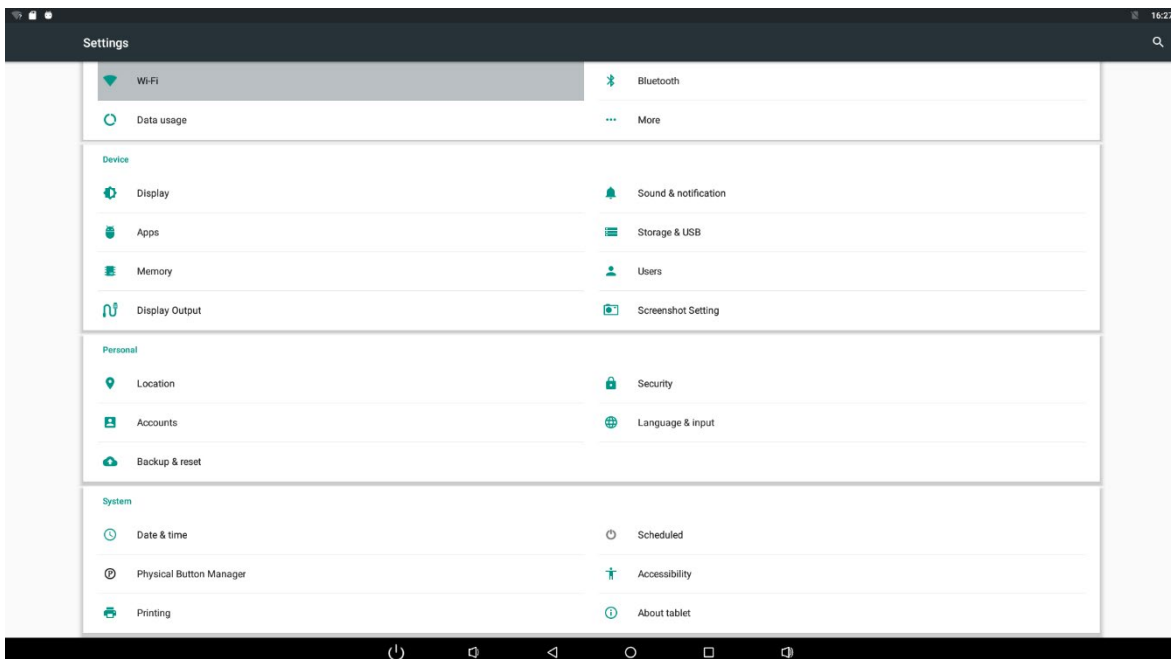 16:27
Settings
Wi-Fi
Bluetooth
Data usage
More
Device
Display
Sound & notification
Apps
Storage & USB
Memory
Users
Display Output
Screenshot Setting
Personal
Location
Security
Accounts
Language & input
Backup & reset
System
Date & time
Scheduled
Physical Button Manager
Accessibility
Printing
About tablet